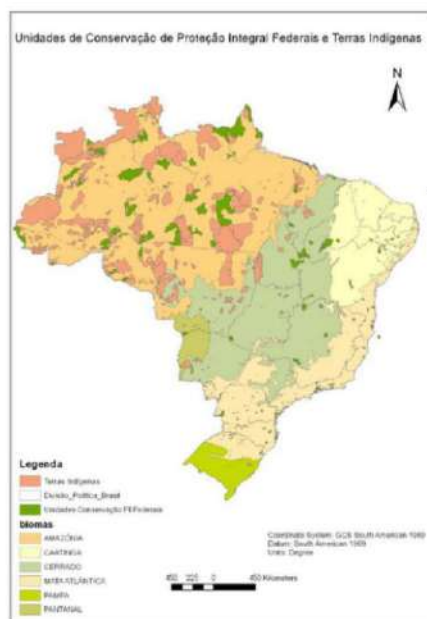 Unidades de Conservação de Proteção Integral Federais e Terras Indígenas
N
Legenda
Terras Indígenas
Divisão_Política_Brasil
Unidades Conservação PI Federais
biomas
AMAZÔNIA
CAATINGA
CERRADO
MATA ATLÂNTICA
PAMPA
PANTANAL
Coordinate System: GCS South American 1969
Datum: South American 1969
Units: Degree
450 225 0 450 Kilometers